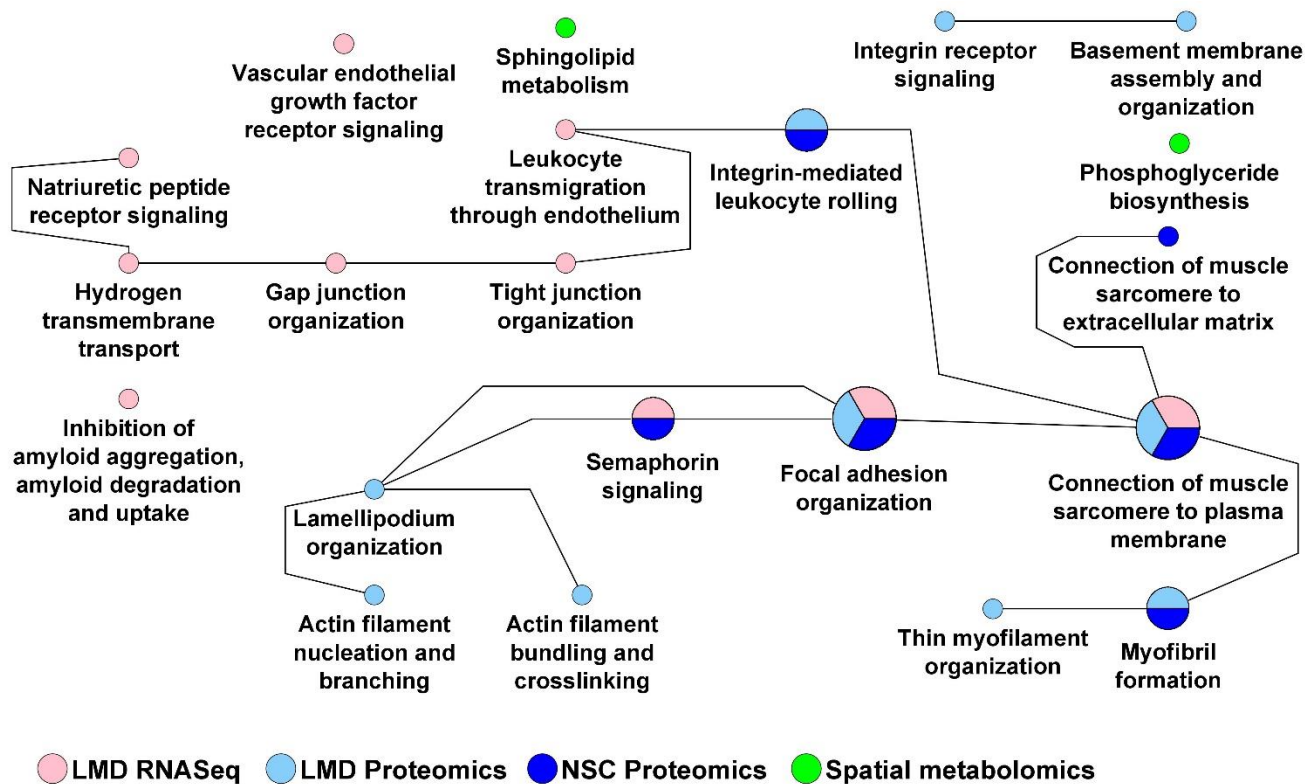 Vascular endothelial
growth factor
receptor signaling
Sphingolipid
metabolism
Integrin receptor
signaling
Basement membrane
assembly and
organization
Natriuretic peptide
receptor signaling
Leukocyte
transmigration
through endothelium
Integrin-mediated
leukocyte rolling
Phosphoglyceride
biosynthesis
Hydrogen
transmembrane
transport
Gap junction
organization
Tight junction
organization
Connection of muscle
sarcomere to
extracellular matrix
Inhibition of
amyloid aggregation,
amyloid degradation
and uptake
Semaphorin
signaling
Focal adhesion
organization
Connection of muscle
sarcomere to plasma
membrane
Lamellipodium
organization
Actin filament
nucleation and
branching
Actin filament
bundling and
crosslinking
Thin myofilament
organization
Myofibril
formation
LMD RNASeq
LMD Proteomics
NSC Proteomics
Spatial metabolomics